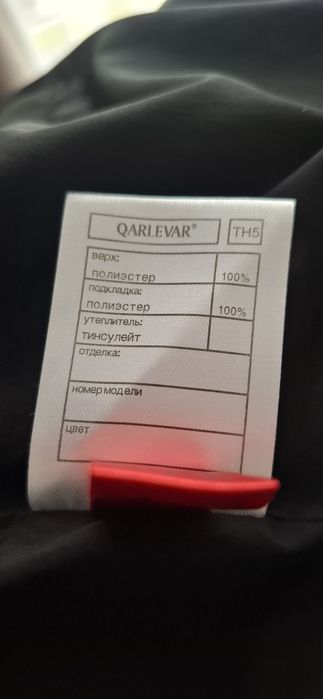 QARLEVAR® TH5
верх:
полиэстер 100%
подкладка:
полиэстер 100%
утеплитель:
тинсулейт
отделка:
номер модели
цвет